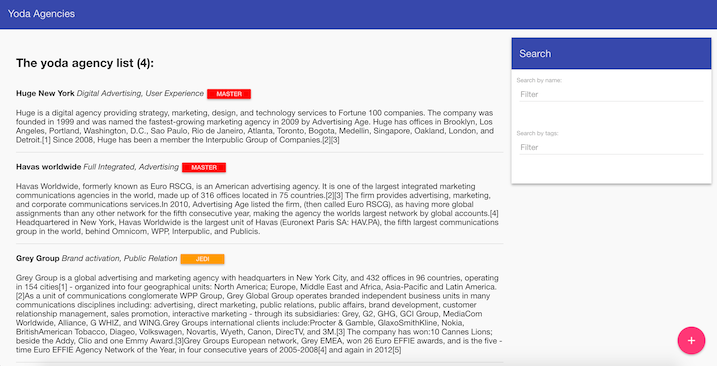 Yoda Agencies
The yoda agency list (4):
Huge New York Digital Advertising, User Experience MASTER
Huge is a digital agency providing strategy, marketing, design, and technology services to Fortune 100 companies. The company was
founded in 1999 and was named the fastest-growing marketing agency in 2009 by Advertising Age. Huge has offices in Brooklyn, Los
Angeles, Portland, Washington, D.C., Sao Paulo, Rio de Janeiro, Atlanta, Toronto, Bogota, Medellin, Singapore, Oakland, London, and
Detroit.[1] Since 2008, Huge has been a member the Interpublic Group of Companies.[2][3]
Havas worldwide Full Integrated, Advertising MASTER
Havas Worldwide, formerly known as Euro RSCG, is an American advertising agency. It is one of the largest integrated marketing
communications agencies in the world, made up of 316 offices located in 75 countries.[2][3] The firm provides advertising, marketing,
and corporate communications services.In 2010, Advertising Age listed the firm, (then called Euro RSCG), as having more global
assignments than any other network for the fifth consecutive year, making the agency the worlds largest network by global accounts.[4]
Headquartered in New York, Havas Worldwide is the largest unit of Havas (Euronext Paris SA: HAV.PA), the fifth largest communications
group in the world, behind Omnicom, WPP, Interpublic, and Publicis.
Grey Group Brand activation, Public Relation JEDI
Grey Group is a global advertising and marketing agency with headquarters in New York City, and 432 offices in 96 countries, operating
in 154 cities[1] - organized into four geographical units: North America; Europe, Middle East and Africa, Asia-Pacific and Latin America.
[2]As a unit of communications conglomerate WPP Group, Grey Global Group operates branded independent business units in many
communications disciplines including: advertising, direct marketing, public relations, public affairs, brand development, customer
relationship management, sales promotion, interactive marketing - through its subsidiaries: Grey, G2, GHG, GCI Group, MediaCom
Worldwide, Alliance, G WHIZ, and WING.Grey Groups international clients include:Procter & Gamble, GlaxoSmithKline, Nokia,
BritishAmerican Tobacco, Diageo, Volkswagen, Novartis, Wyeth, Canon, DirecTV, and 3M.[3] The company has won:10 Cannes Lions;
beside the Addy, Clio and one Emmy Award.[3]Grey Groups European network, Grey EMEA, won 26 Euro EFFIE awards, and is the five -
time Euro EFFIE Agency Network of the Year, in four consecutive years of 2005-2008[4] and again in 2012[5]
Search
Search by name:
Filter
Search by tags:
Filter
+